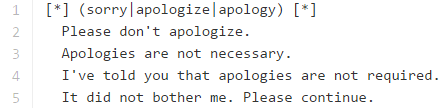 1 [*] (sorry|apologize|apology) [*]
2 Please don't apologize.
3 Apologies are not necessary.
4 I've told you that apologies are not required.
5 It did not bother me. Please continue.